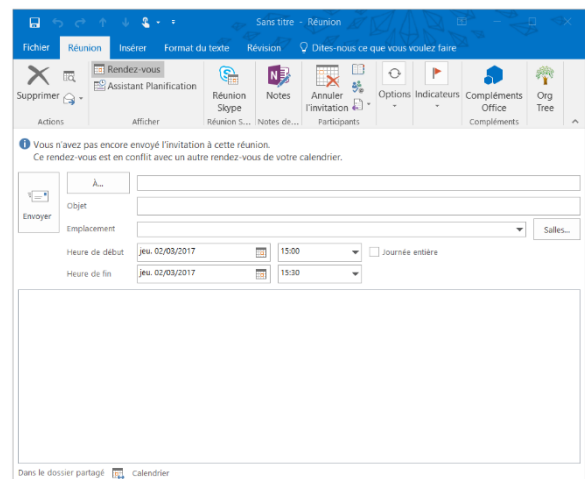 Sans titre - Réunion
Fichier Réunion Insérer Format du texte Révision Dites-nous ce que vous voulez faire
Supprimer
Rendez-vous
Assistant Planification
Réunion Skype
Notes
Annuler l'invitation
Options
Indicateurs
Compléments Office
Org Tree
Actions Afficher Réunion S... Notes de... Participants Compléments
Vous n'avez pas encore envoyé l'invitation à cette réunion.
Ce rendez-vous est en conflit avec un autre rendez-vous de votre calendrier.
Envoyer
À...
Objet
Emplacement Salles...
Heure de début jeu. 02/03/2017 15:00 Journée entière
Heure de fin jeu. 02/03/2017 15:30
Dans le dossier partagé Calendrier